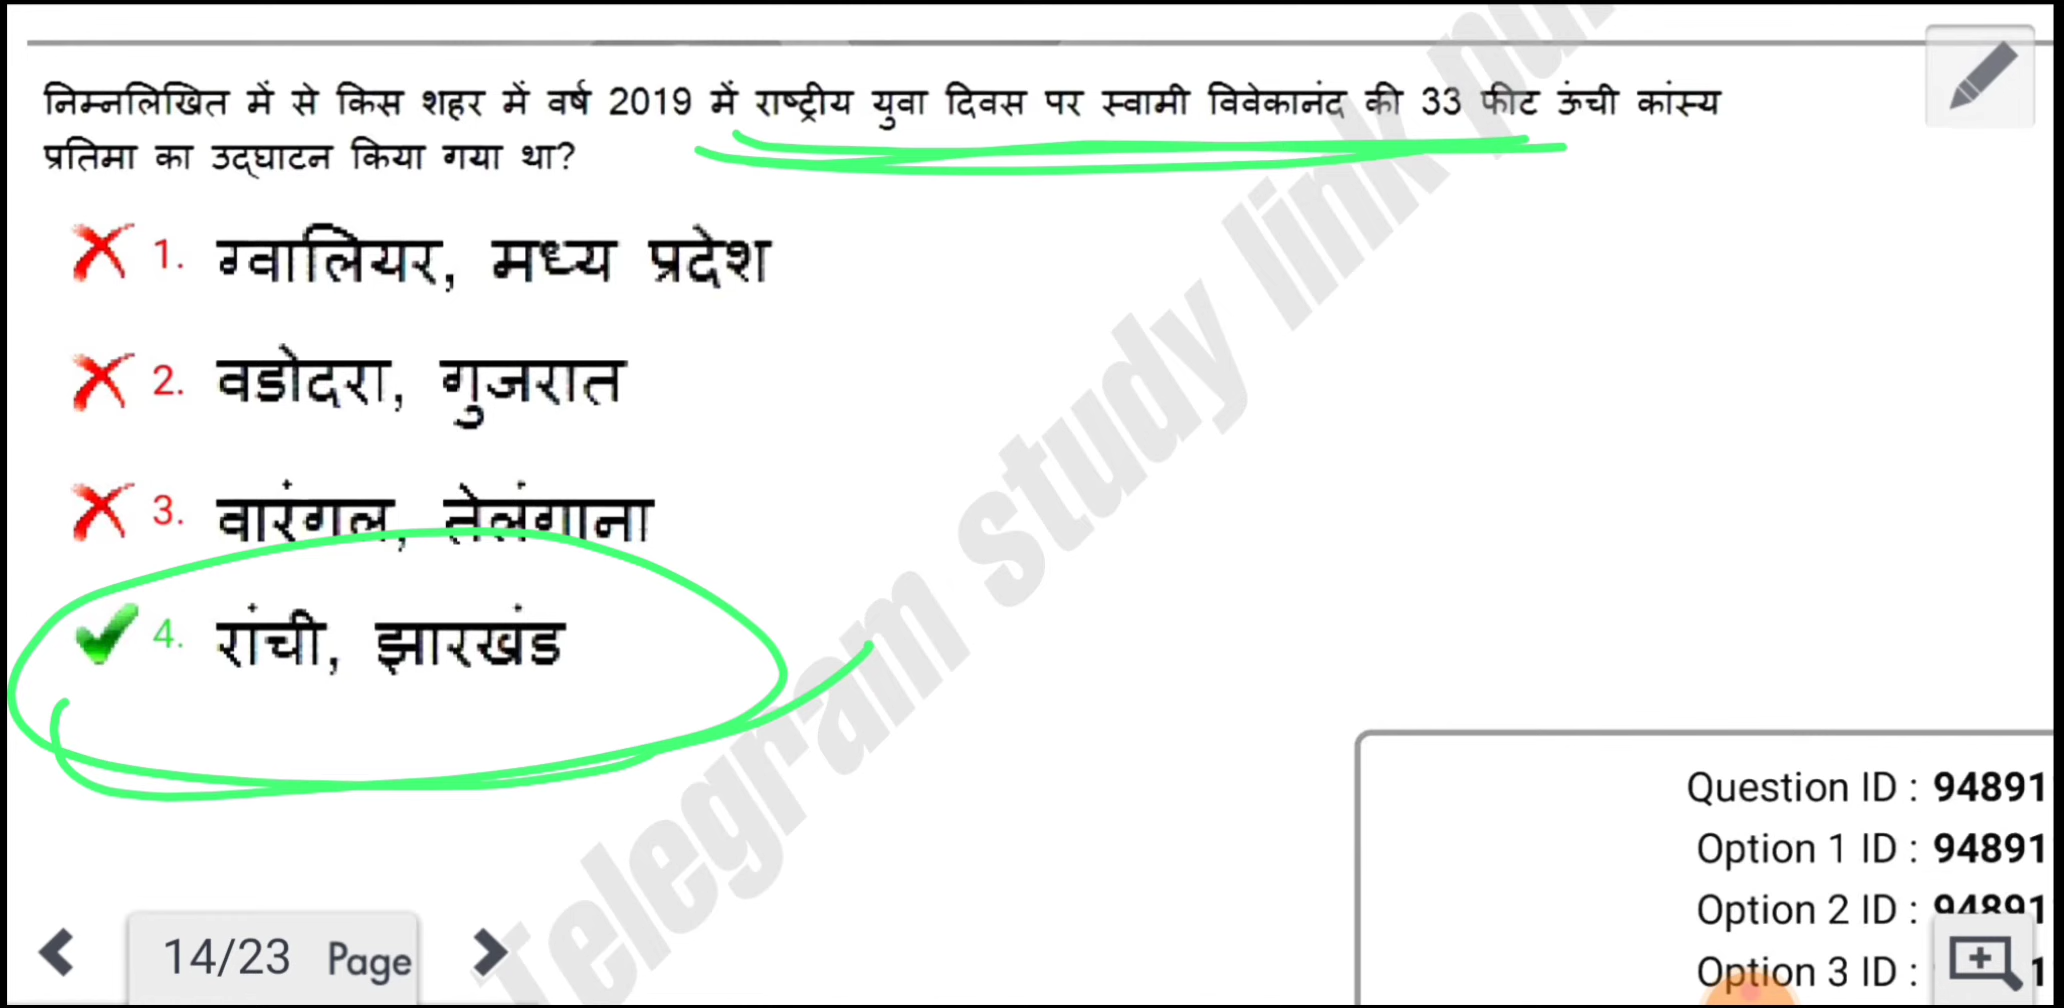 निम्नलिखित में से किस शहर में वर्ष 2019 में राष्ट्रीय युवा दिवस पर स्वामी विवेकानंद की 33 फीट ऊंची कांस्य
प्रतिमा का उद्घाटन किया गया था?
1. ग्वालियर, मध्य प्रदेश
2. वडोदरा, गुजरात
3. वारंगल, तेलंगाना
4. रांची, झारखंड
Telegram study link
Question ID : 94891
Option 1 ID : 94891
Option 2 ID : 94891
Option 3 ID :
14/23 Page